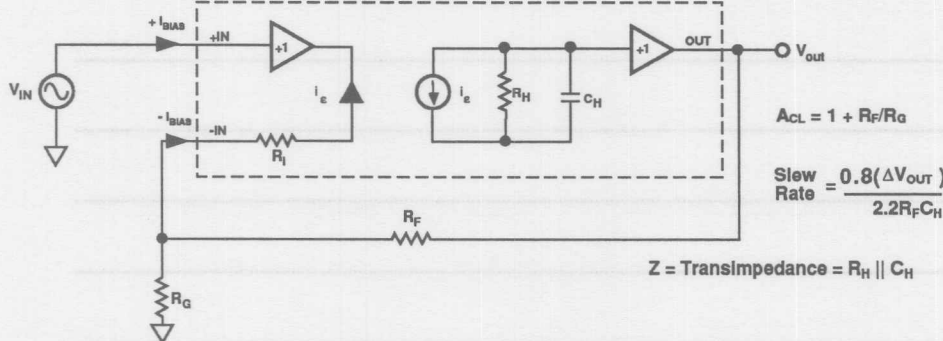 + IBIAS
+IN
+1
VIN
iε
- IBIAS
-IN
RI
iε
RH
CH
+1
OUT
Vout
ACL = 1 + RF/RG
Slew Rate = 0.8(ΔVOUT) / 2.2RFCH
RF
RG
Z = Transimpedance = RH || CH